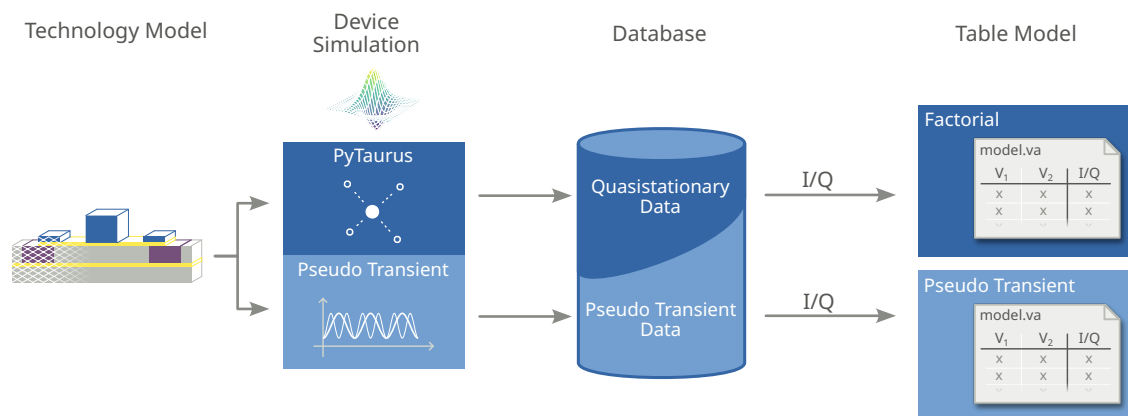 Technology Model
Device
Simulation
Database
Table Model
PyTaurus
Pseudo Transient
Quasistationary
Data
Pseudo Transient
Data
I/Q
I/Q
Factorial
model.va
V₁ V₂ I/Q
x x x
x x x
Pseudo Transient
model.va
V₁ V₂ I/Q
x x x
x x x